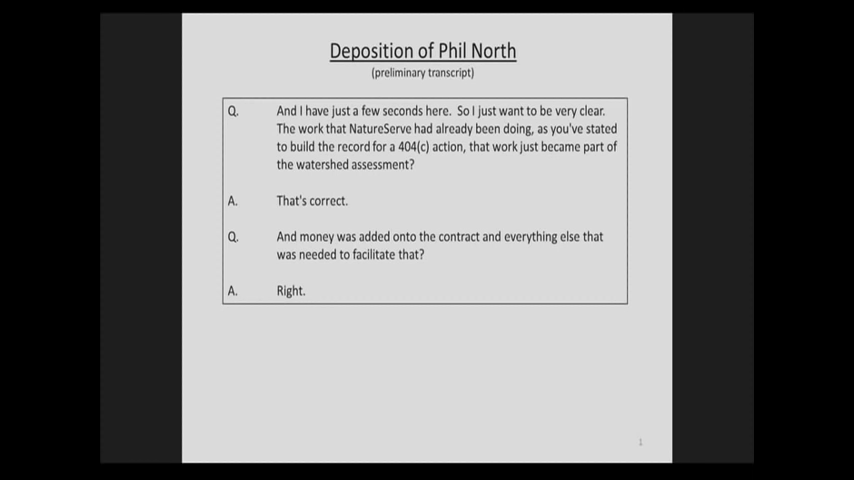 Deposition of Phil North
(preliminary transcript)
Q. And I have just a few seconds here. So I just want to be very clear.
The work that NatureServe had already been doing, as you've stated
to build the record for a 404(c) action, that work just became part of
the watershed assessment?
A. That's correct.
Q. And money was added onto the contract and everything else that
was needed to facilitate that?
A. Right.
1